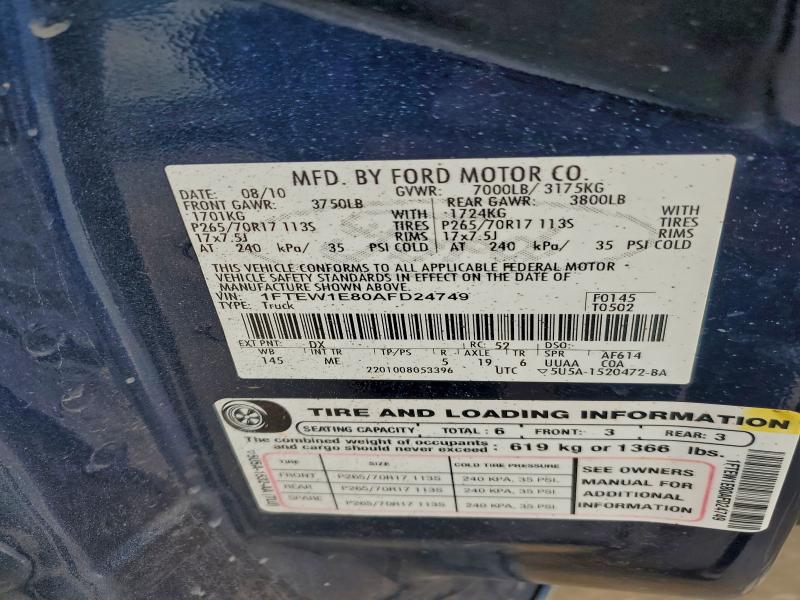 MFD. BY FORD MOTOR CO.
DATE: 08/10 GVWR: 7000LB/ 3175KG
FRONT GAWR: 3750LB REAR GAWR: 3800LB
1701KG WITH 1724KG WITH
P265/70R17 113S TIRES P265/70R17 113S TIRES
17x7.5J RIMS 17x7.5J RIMS
AT 240 kPa/ 35 PSI COLD AT 240 kPa/ 35 PSI COLD
THIS VEHICLE CONFORMS TO ALL APPLICABLE FEDERAL MOTOR
VEHICLE SAFETY STANDARDS IN EFFECT ON THE DATE OF
MANUFACTURE SHOWN ABOVE.
VIN: 1FTEW1E80AFD24749 F0145
TYPE: Truck T0502
EXT PNT: DX RC: 52 DSO:
WB INT TR TP/PS R AXLE TR SPR AF614
145 ME 5 19 6 UUAA C0A
2201008053396 UTC 5U5A-1520472-BA
TIRE AND LOADING INFORMATION
SEATING CAPACITY TOTAL: 6 FRONT: 3 REAR: 3
The combined weight of occupants and cargo should never exceed: 619 kg or 1366 lbs.
TIRE SIZE COLD TIRE PRESSURE
FRONT P265/70R17 113S 240 KPA, 35 PSI
REAR P265/70R17 113S 240 KPA, 35 PSI
SPARE P265/70R17 113S 240 KPA, 35 PSI
SEE OWNERS
MANUAL FOR
ADDITIONAL
INFORMATION
1FTEW1E80AFD24749